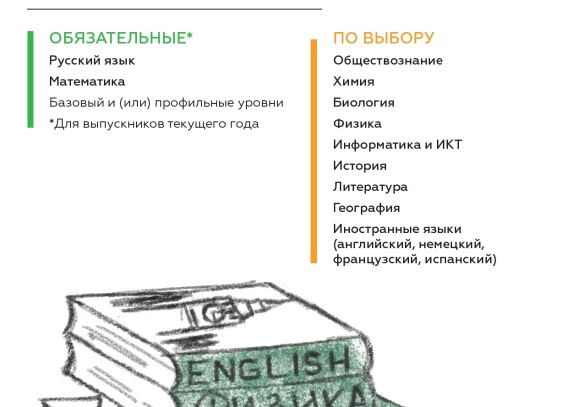 ОБЯЗАТЕЛЬНЫЕ*
Русский язык
Математика
Базовый и (или) профильные уровни
*Для выпускников текущего года
ПО ВЫБОРУ
Обществознание
Химия
Биология
Физика
Информатика и ИКТ
История
Литература
География
Иностранные языки
(английский, немецкий,
французский, испанский)
ENGLISH
ФИЗИКА